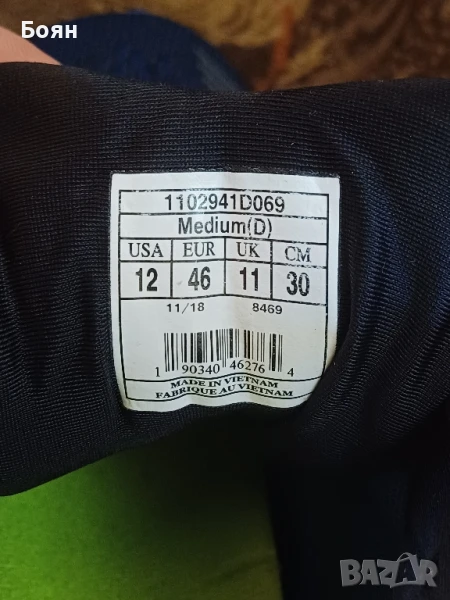 Боян
1102941D069
Medium(D)
USA EUR UK CM
12 46 11 30
11/18 8469
1 90340 46276 4
MADE IN VIETNAM
FABRIQUE AU VIETNAM
BAZAR